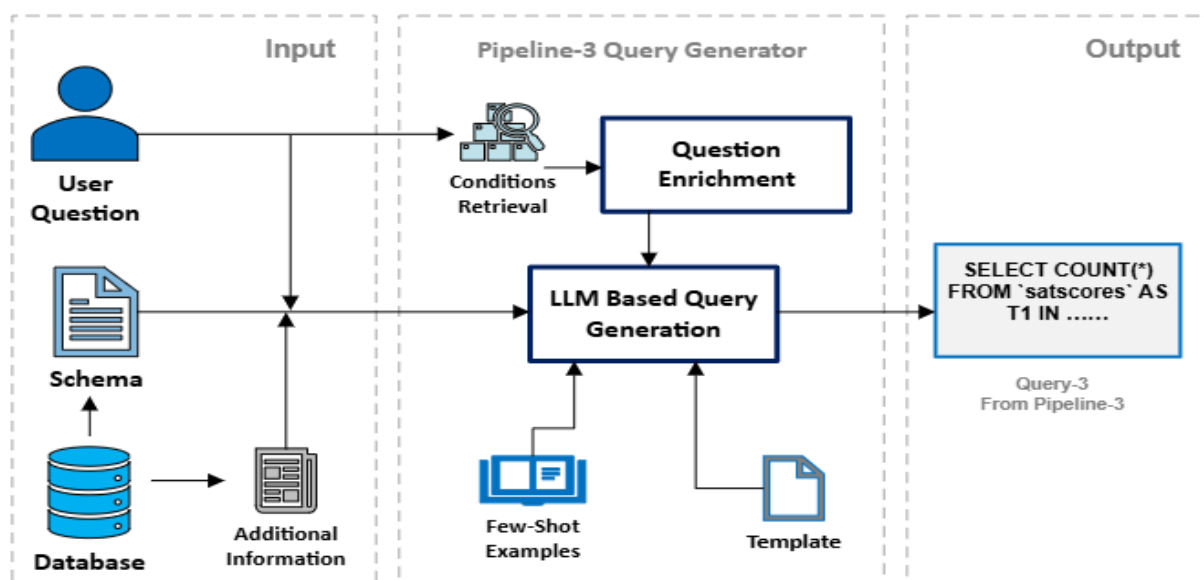 Input
User
Question
Schema
Database
Additional
Information
Pipeline-3 Query Generator
Conditions
Retrieval
Question
Enrichment
LLM Based Query
Generation
Few-Shot
Examples
Template
Output
SELECT COUNT(*)
FROM `satscores` AS
T1 IN ......
Query-3
From Pipeline-3